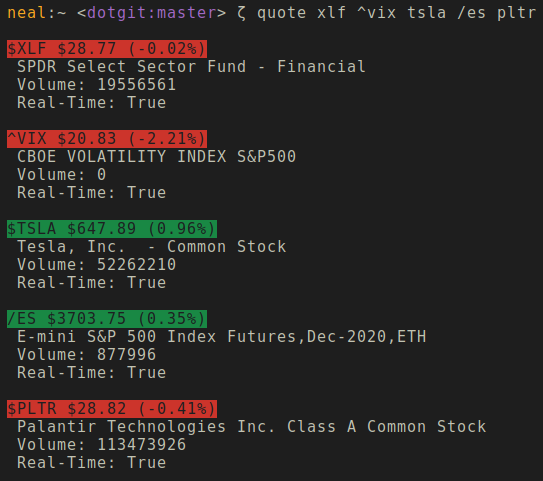 neal:~ <dotgit:master> ζ quote xlf ^vix tsla /es pltr
$XLF $28.77 (-0.02%)
SPDR Select Sector Fund - Financial
Volume: 19556561
Real-Time: True
^VIX $20.83 (-2.21%)
CBOE VOLATILITY INDEX S&P500
Volume: 0
Real-Time: True
$TSLA $647.89 (0.96%)
Tesla, Inc.  - Common Stock
Volume: 52262210
Real-Time: True
/ES $3703.75 (0.35%)
E-mini S&P 500 Index Futures,Dec-2020,ETH
Volume: 877996
Real-Time: True
$PLTR $28.82 (-0.41%)
Palantir Technologies Inc. Class A Common Stock
Volume: 113473926
Real-Time: True